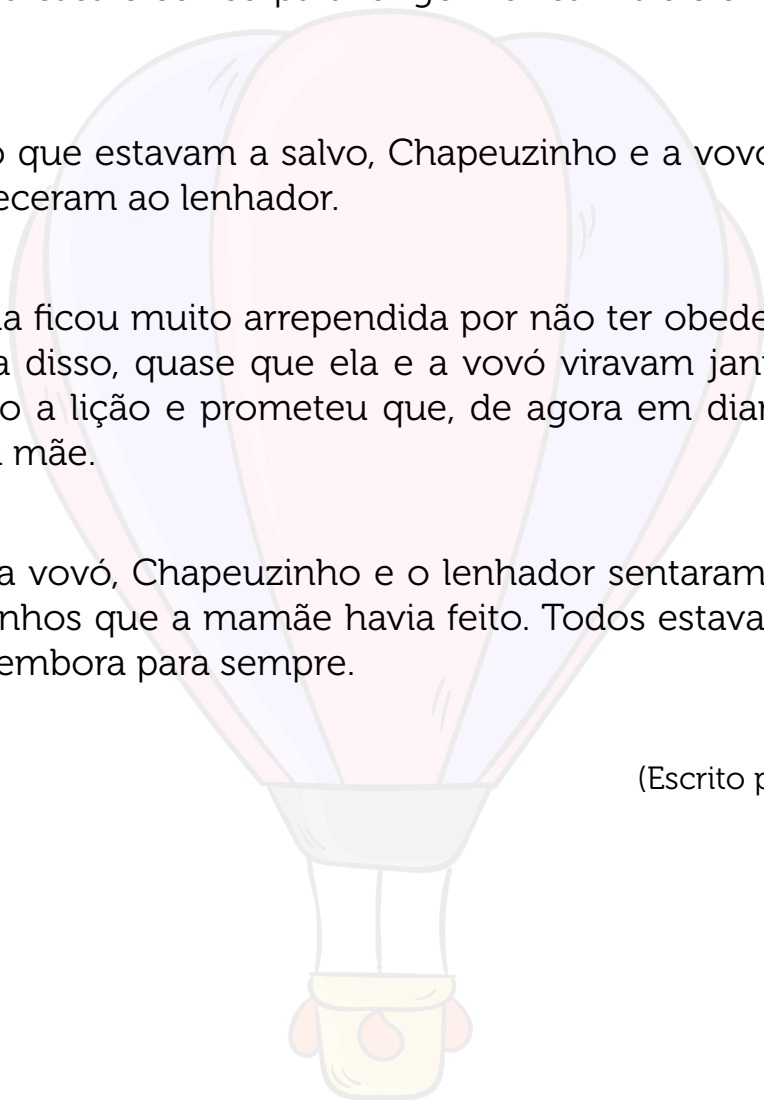 que estavam a salvo, Chapeuzinho e a vovó
eceram ao lenhador.
a ficou muito arrependida por não ter obede
a disso, quase que ela e a vovó viravam jant
o a lição e prometeu que, de agora em dian
mãe.
a vovó, Chapeuzinho e o lenhador sentaram
nhos que a mamãe havia feito. Todos estava
embora para sempre.
(Escrito p